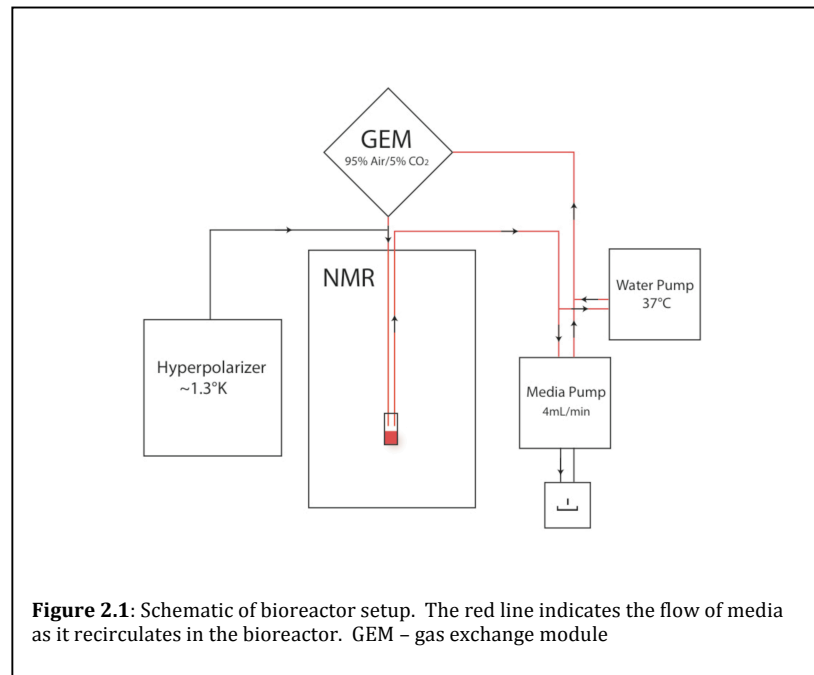 GEM
95% Air/5% CO₂
NMR
Water Pump
37°C
Hyperpolarizer
~1.3°K
Media Pump
4mL/min
Figure 2.1: Schematic of bioreactor setup.  The red line indicates the flow of media
as it recirculates in the bioreactor.  GEM – gas exchange module